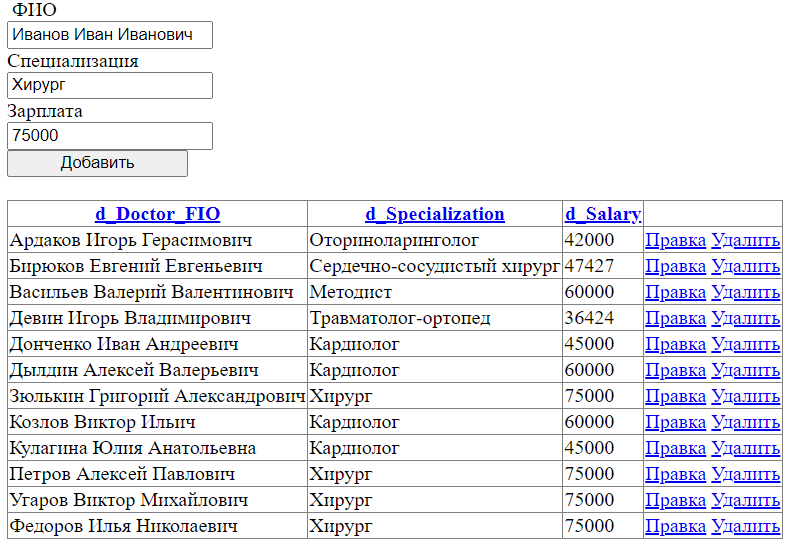 ФИО
Иванов Иван Иванович
Специализация
Хирург
Зарплата
75000
Добавить
d_Doctor_FIO d_Specialization d_Salary
Ардаков Игорь Герасимович Оториноларинголог 42000 Правка Удалить
Бирюков Евгений Евгеньевич Сердечно-сосудистый хирург 47427 Правка Удалить
Васильев Валерий Валентинович Методист 60000 Правка Удалить
Девин Игорь Владимирович Травматолог-ортопед 36424 Правка Удалить
Донченко Иван Андреевич Кардиолог 45000 Правка Удалить
Дылдин Алексей Валерьевич Кардиолог 60000 Правка Удалить
Зюлькин Григорий Александрович Хирург 75000 Правка Удалить
Козлов Виктор Ильич Кардиолог 60000 Правка Удалить
Кулагина Юлия Анатольевна Кардиолог 45000 Правка Удалить
Петров Алексей Павлович Хирург 75000 Правка Удалить
Угаров Виктор Михайлович Хирург 75000 Правка Удалить
Федоров Илья Николаевич Хирург 75000 Правка Удалить